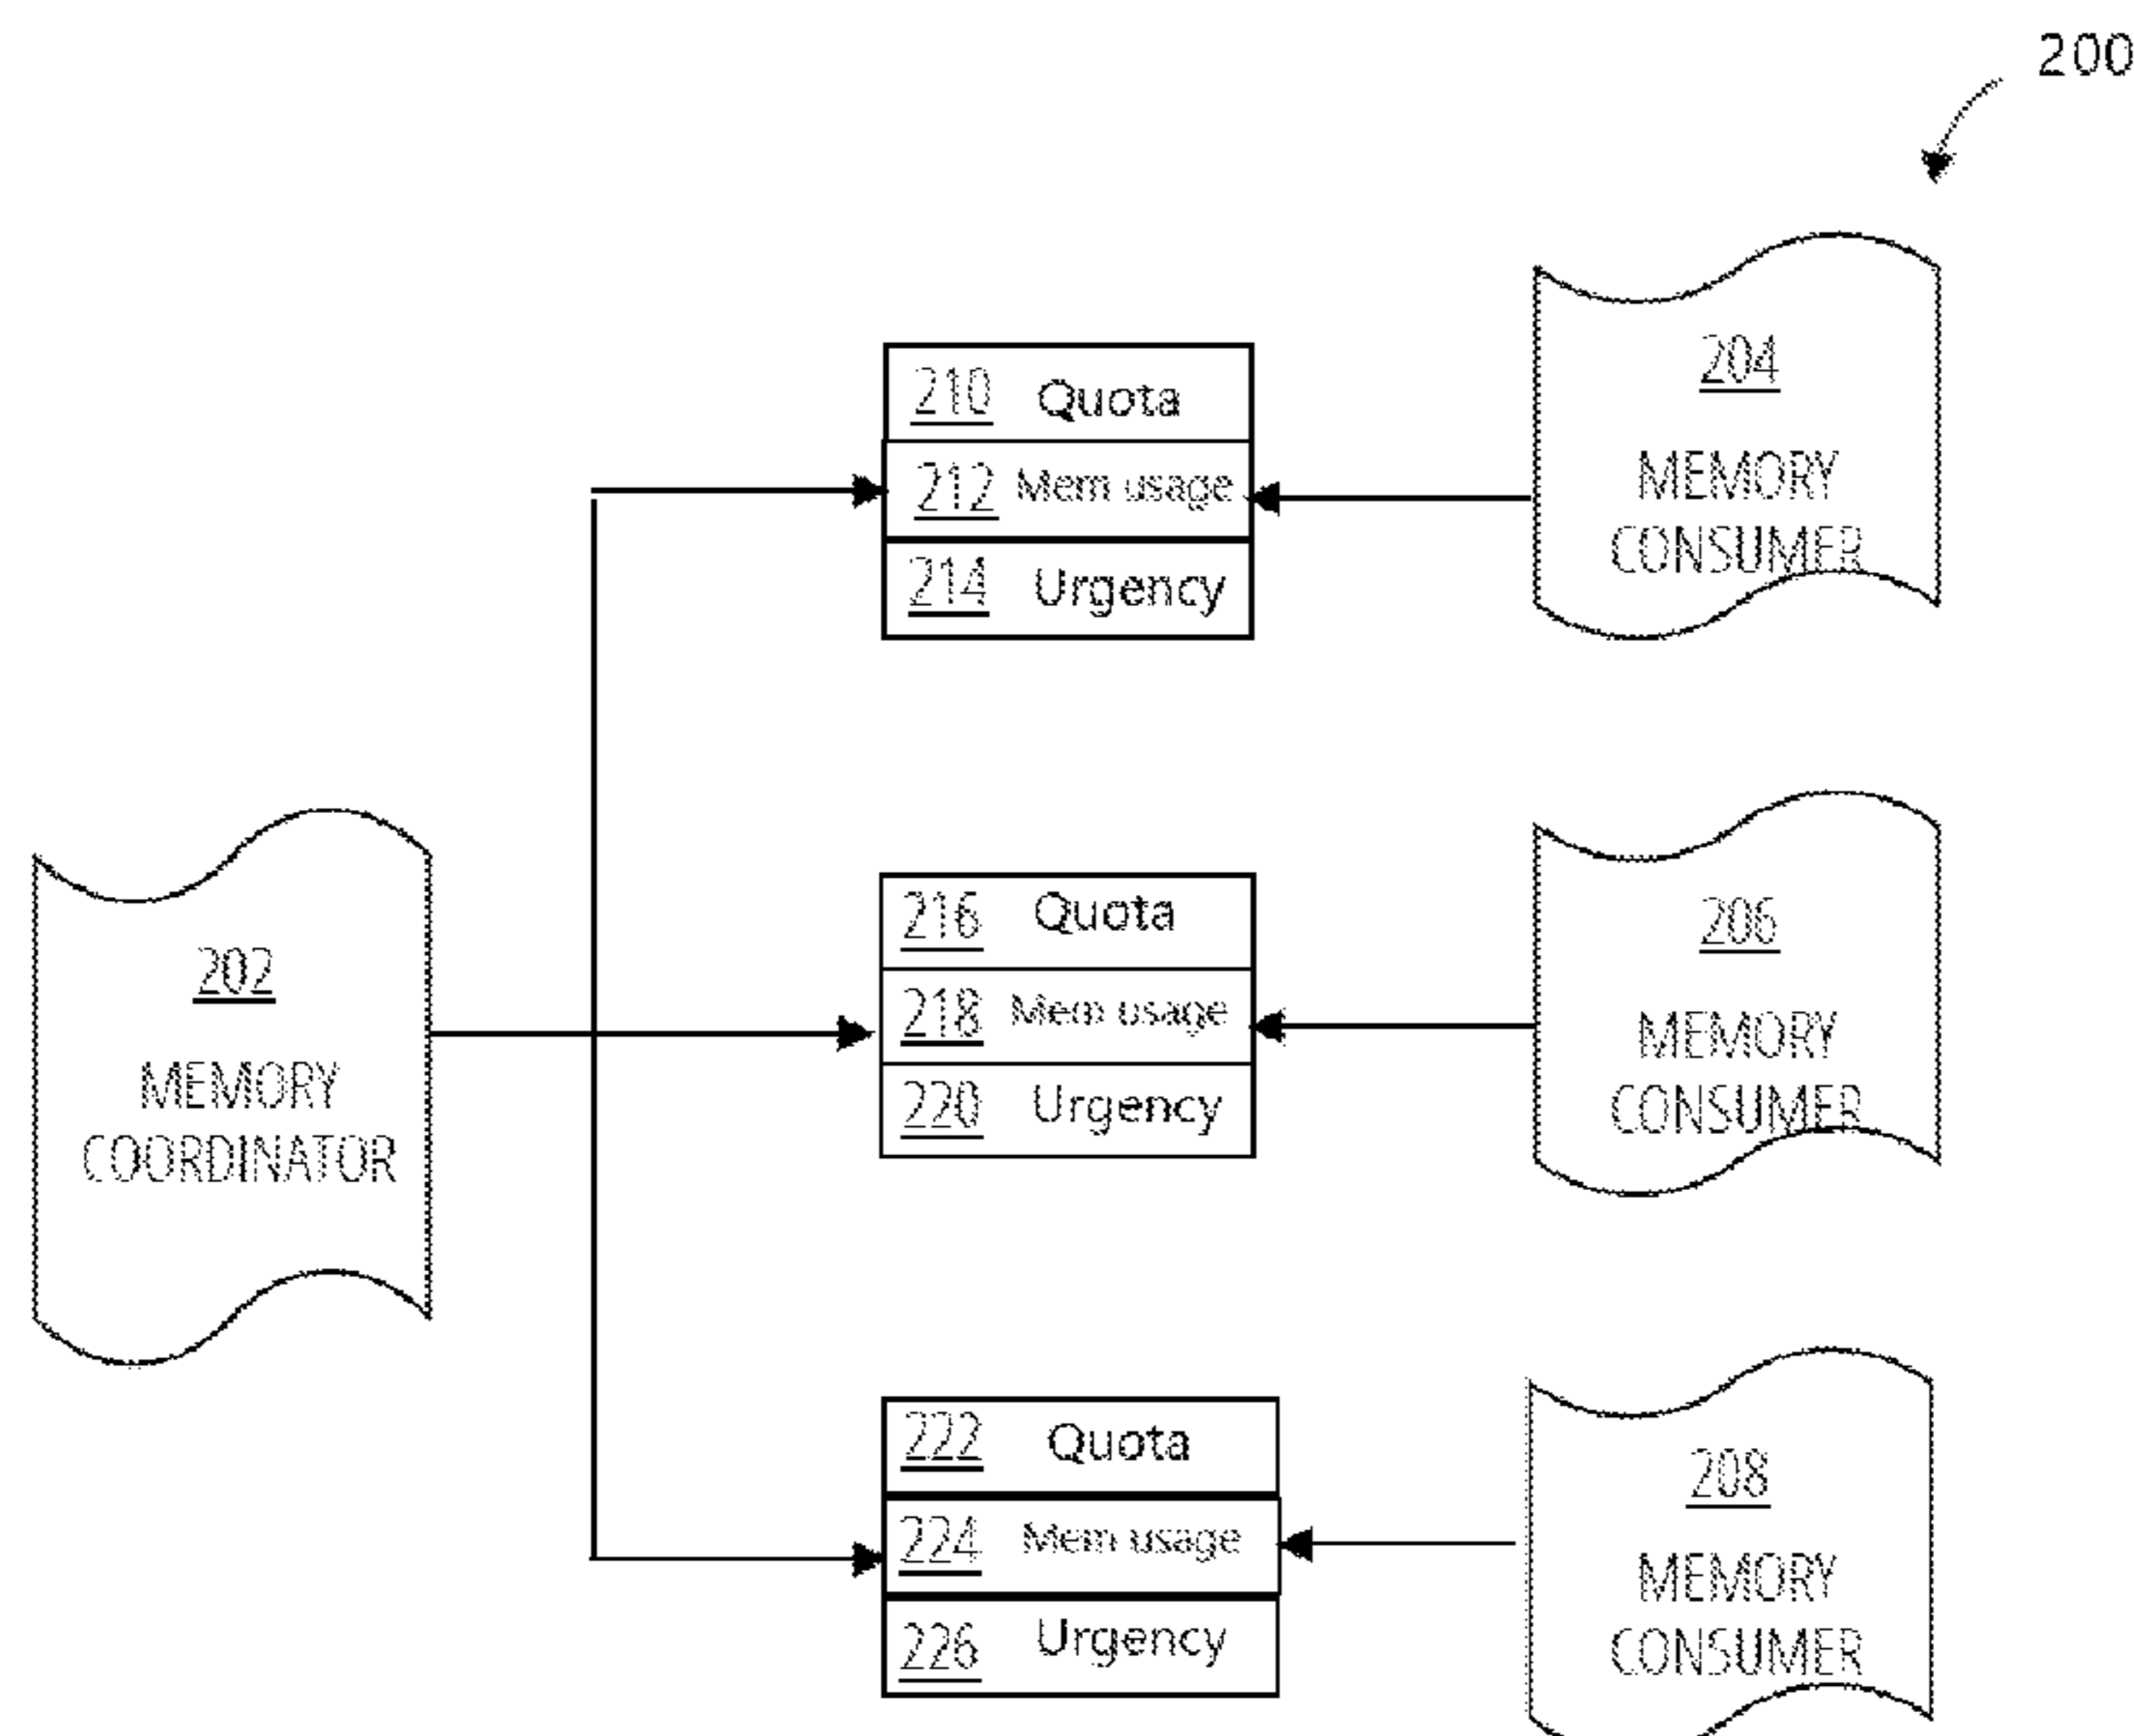 200
204
MEMORY
CONSUMER
210 Quota
212 Mem usage
214 Urgency
202
MEMORY
COORDINATOR
216 Quota
218 Mem usage
220 Urgency
206
MEMORY
CONSUMER
222 Quota
224 Mem usage
226 Urgency
208
MEMORY
CONSUMER